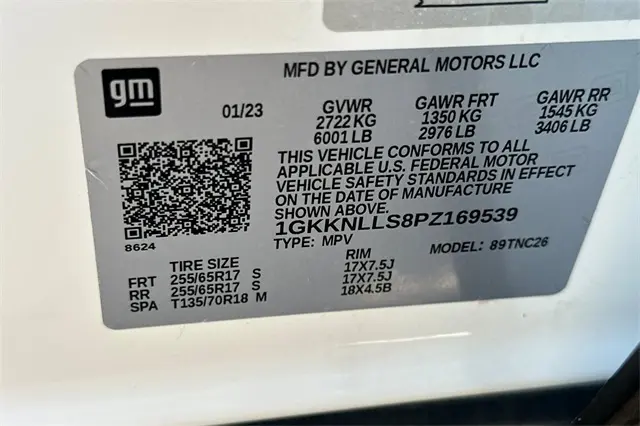 gm
MFD BY GENERAL MOTORS LLC
01/23
GVWR
2722 KG
6001 LB
GAWR FRT
1350 KG
2976 LB
GAWR RR
1545 KG
3406 LB
THIS VEHICLE CONFORMS TO ALL
APPLICABLE U.S. FEDERAL MOTOR
VEHICLE SAFETY STANDARDS IN EFFECT
ON THE DATE OF MANUFACTURE
SHOWN ABOVE.
1GKKNLLS8PZ169539
8624
TYPE: MPV
MODEL: 89TNC26
TIRE SIZE RIM
FRT 255/65R17 S 17X7.5J
RR 255/65R17 S 17X7.5J
SPA T135/70R18 M 18X4.5B